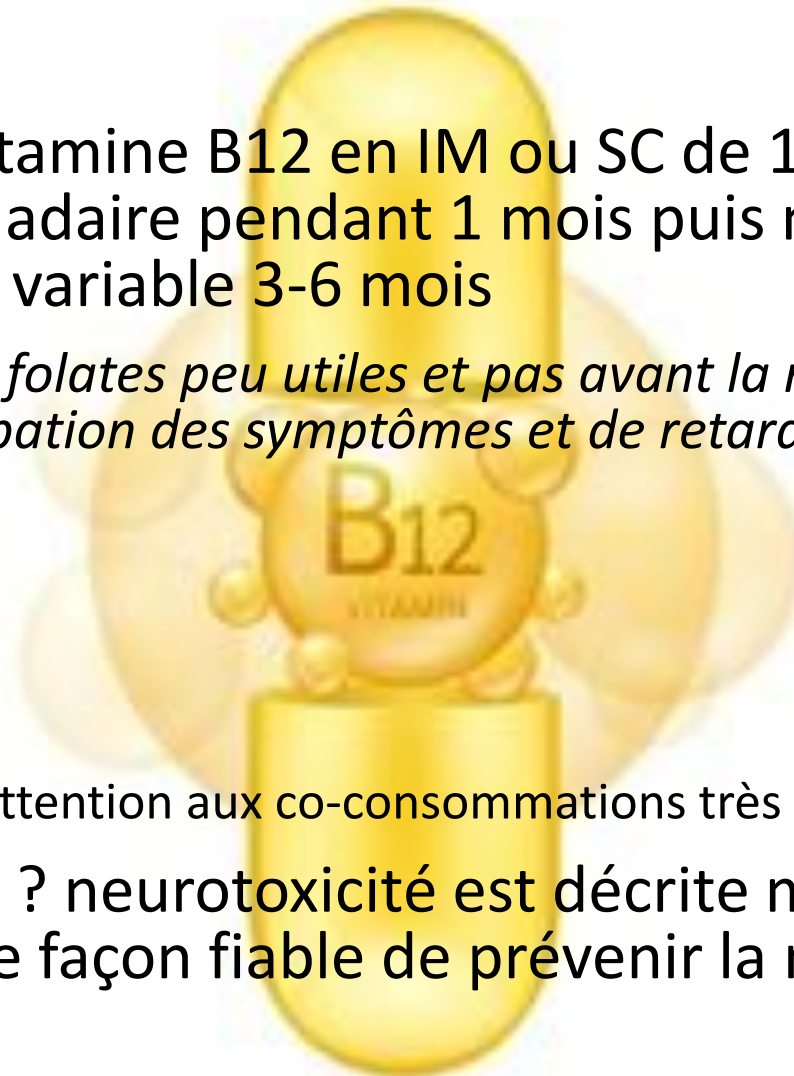 tamine B12 en IM ou SC de 1
adaire pendant 1 mois puis
variable 3-6 mois
folates peu utiles et pas avant la
pation des symptômes et de retard
B12
VITAMIN
ttention aux co-consommations très
? neurotoxicité est décrite
e façon fiable de prévenir la